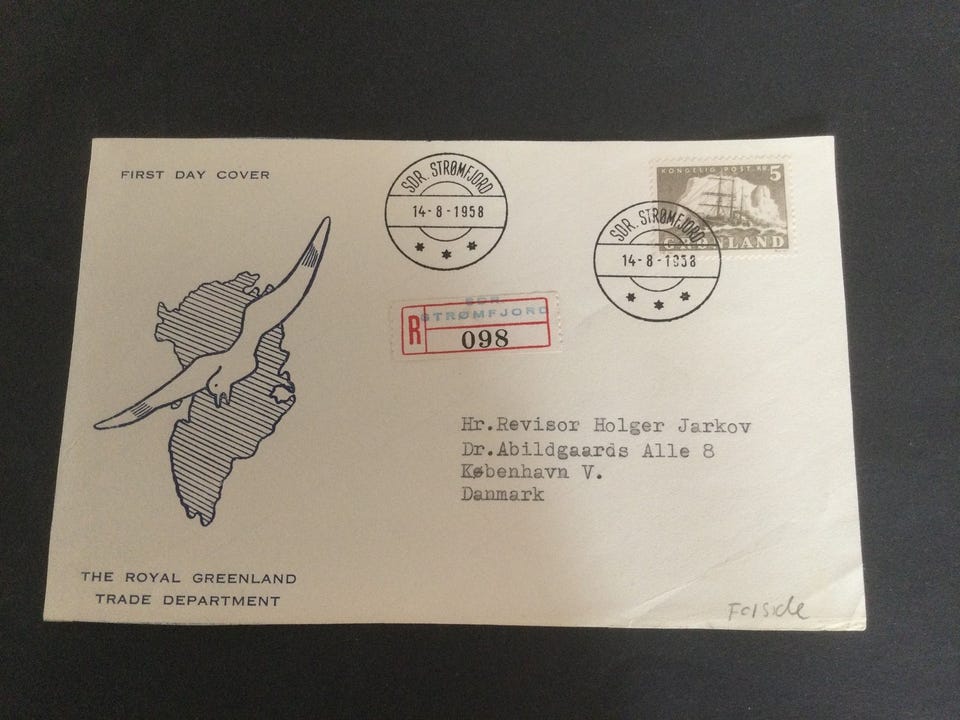 FIRST DAY COVER
SDR. STRØMFJORD
14-8-1958
KONGELIG POST. KR 5
GRØNLAND
SDR. STRØMFJORD
14-8-1958
SDR.
STRØMFJORD
R 098
Hr.Revisor Holger Jarkov
Dr.Abildgaards Alle 8
København V.
Danmark
THE ROYAL GREENLAND
TRADE DEPARTMENT
Forside